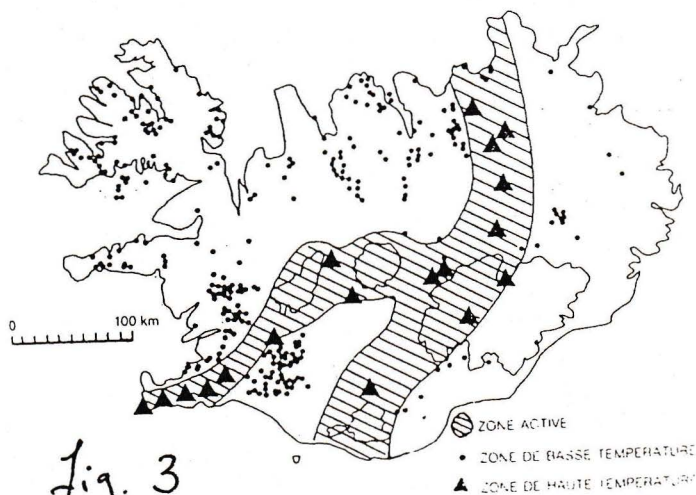 0 100 km
ZONE ACTIVE
ZONE DE BASSE TEMPERATURE
ZONE DE HAUTE TEMPERATURE
Fig. 3